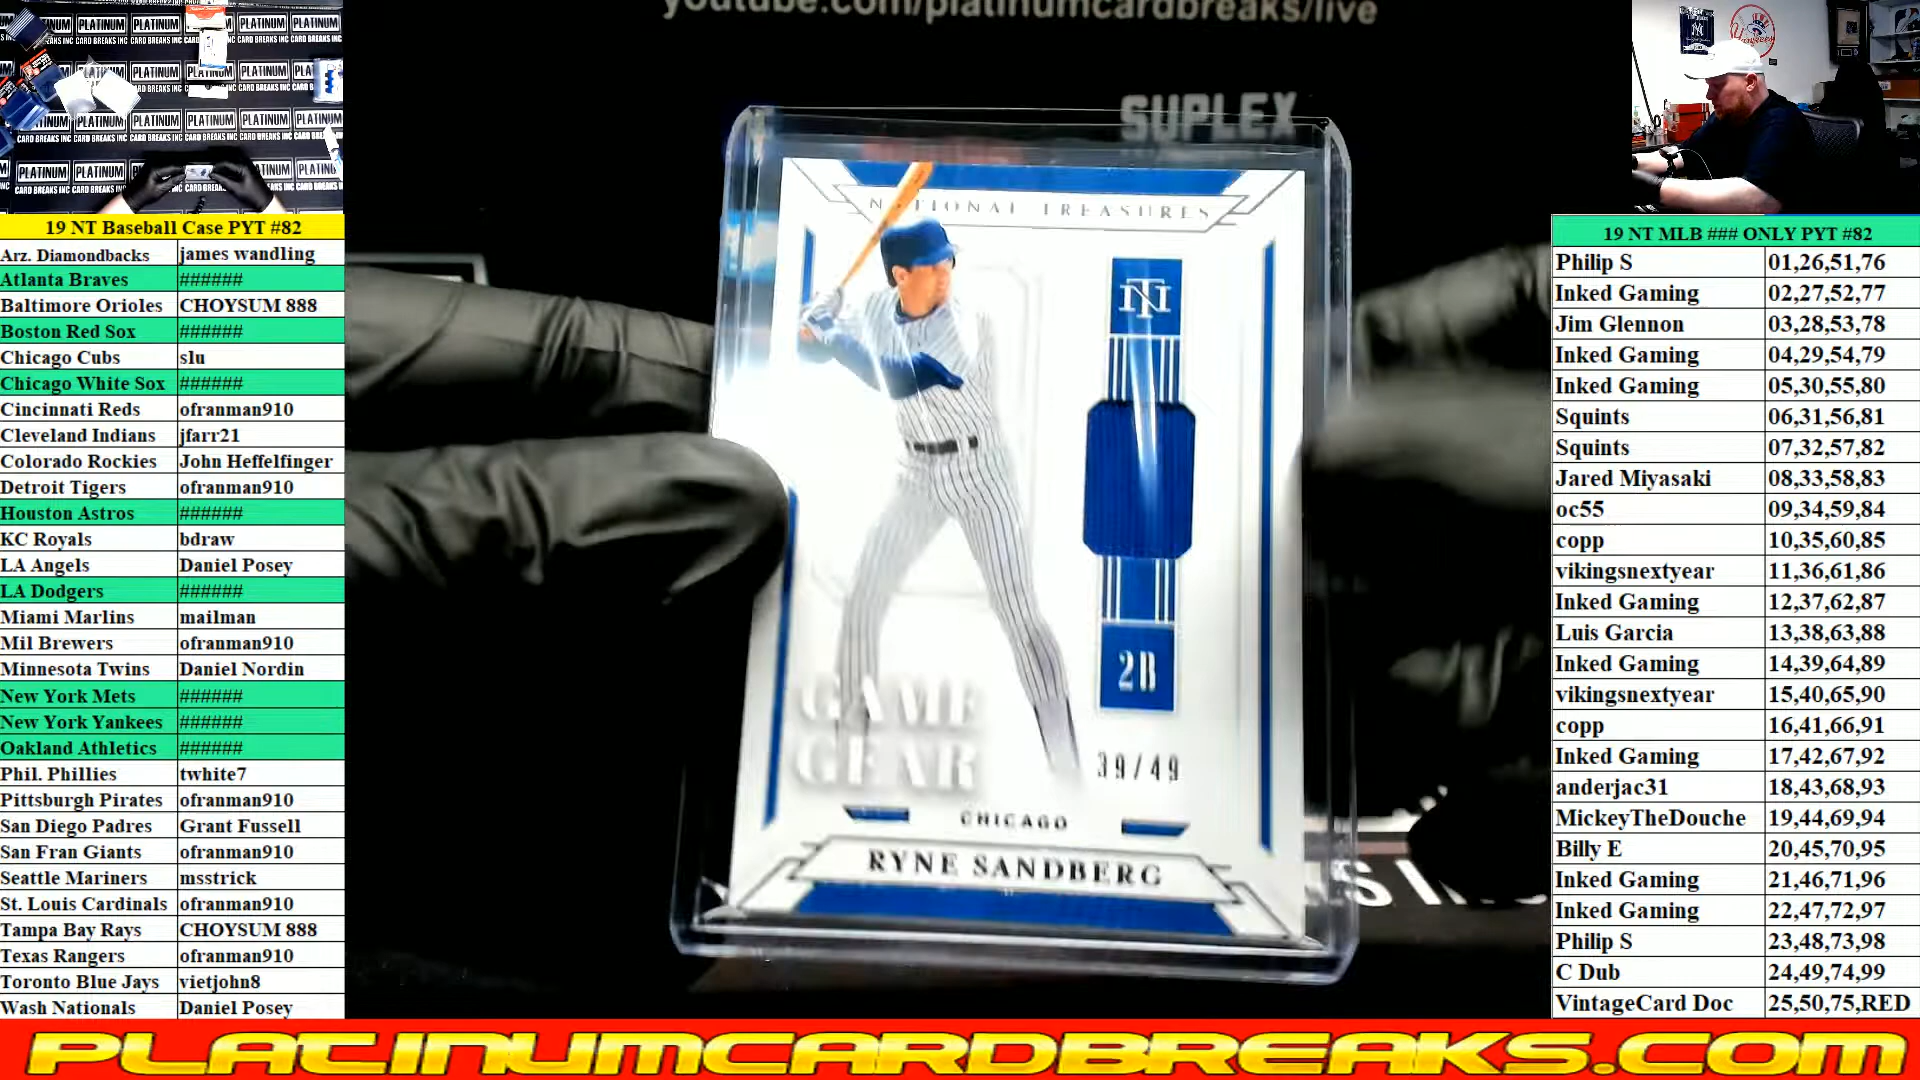 youtube.com/platinumcardbreaks/live
SUPLEX
NATIONAL TREASURES
NT
2B
GAME
GEAR
39/49
CHICAGO
RYNE SANDBERG
PLATINUM
CARD BREAKS INC
Yankees
19 NT Baseball Case PYT #82
Arz. Diamondbacks james wandling
Atlanta Braves ######
Baltimore Orioles CHOYSUM 888
Boston Red Sox ######
Chicago Cubs slu
Chicago White Sox ######
Cincinnati Reds ofranman910
Cleveland Indians jfarr21
Colorado Rockies John Heffelfinger
Detroit Tigers ofranman910
Houston Astros ######
KC Royals bdraw
LA Angels Daniel Posey
LA Dodgers ######
Miami Marlins mailman
Mil Brewers ofranman910
Minnesota Twins Daniel Nordin
New York Mets ######
New York Yankees ######
Oakland Athletics ######
Phil. Phillies twhite7
Pittsburgh Pirates ofranman910
San Diego Padres Grant Fussell
San Fran Giants ofranman910
Seattle Mariners msstrick
St. Louis Cardinals ofranman910
Tampa Bay Rays CHOYSUM 888
Texas Rangers ofranman910
Toronto Blue Jays vietjohn8
Wash Nationals Daniel Posey
19 NT MLB ### ONLY PYT #82
Philip S 01,26,51,76
Inked Gaming 02,27,52,77
Jim Glennon 03,28,53,78
Inked Gaming 04,29,54,79
Inked Gaming 05,30,55,80
Squints 06,31,56,81
Squints 07,32,57,82
Jared Miyasaki 08,33,58,83
oc55 09,34,59,84
copp 10,35,60,85
vikingsnextyear 11,36,61,86
Inked Gaming 12,37,62,87
Luis Garcia 13,38,63,88
Inked Gaming 14,39,64,89
vikingsnextyear 15,40,65,90
copp 16,41,66,91
Inked Gaming 17,42,67,92
anderjac31 18,43,68,93
MickeyTheDouche 19,44,69,94
Billy E 20,45,70,95
Inked Gaming 21,46,71,96
Inked Gaming 22,47,72,97
Philip S 23,48,73,98
C Dub 24,49,74,99
VintageCard Doc 25,50,75,RED
PLATINUMCARDBREAKS.COM